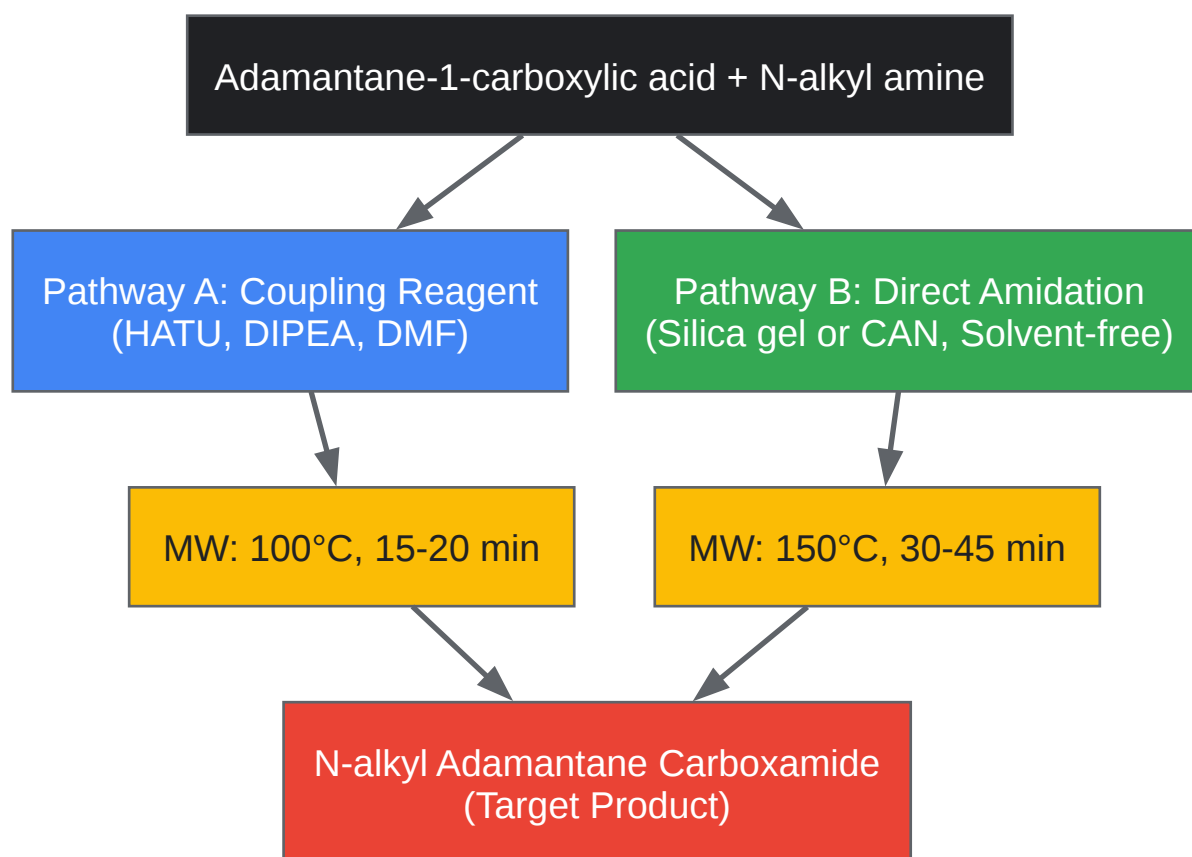 Adamantane-1-carboxylic acid + N-alkyl amine
Pathway A: Coupling Reagent
(HATU, DIPEA, DMF)
Pathway B: Direct Amidation
(Silica gel or CAN, Solvent-free)
MW: 100°C, 15-20 min
MW: 150°C, 30-45 min
N-alkyl Adamantane Carboxamide
(Target Product)